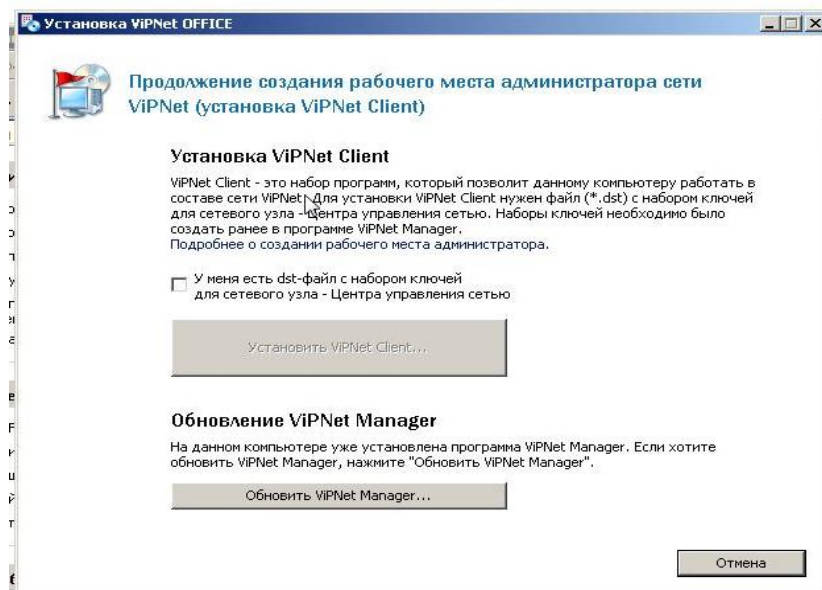 Установка ViPNet OFFICE
Продолжение создания рабочего места администратора сети
ViPNet (установка ViPNet Client)
Установка ViPNet Client
ViPNet Client - это набор программ, который позволит данному компьютеру работать в
составе сети ViPNet. Для установки ViPNet Client нужен файл (*.dst) с набором ключей
для сетевого узла - Центра управления сетью. Наборы ключей необходимо было
создать ранее в программе ViPNet Manager.
Подробнее о создании рабочего места администратора.
У меня есть dst-файл с набором ключей
для сетевого узла - Центра управления сетью
Установить ViPNet Client...
Обновление ViPNet Manager
На данном компьютере уже установлена программа ViPNet Manager. Если хотите
обновить ViPNet Manager, нажмите "Обновить ViPNet Manager".
Обновить ViPNet Manager...
Отмена